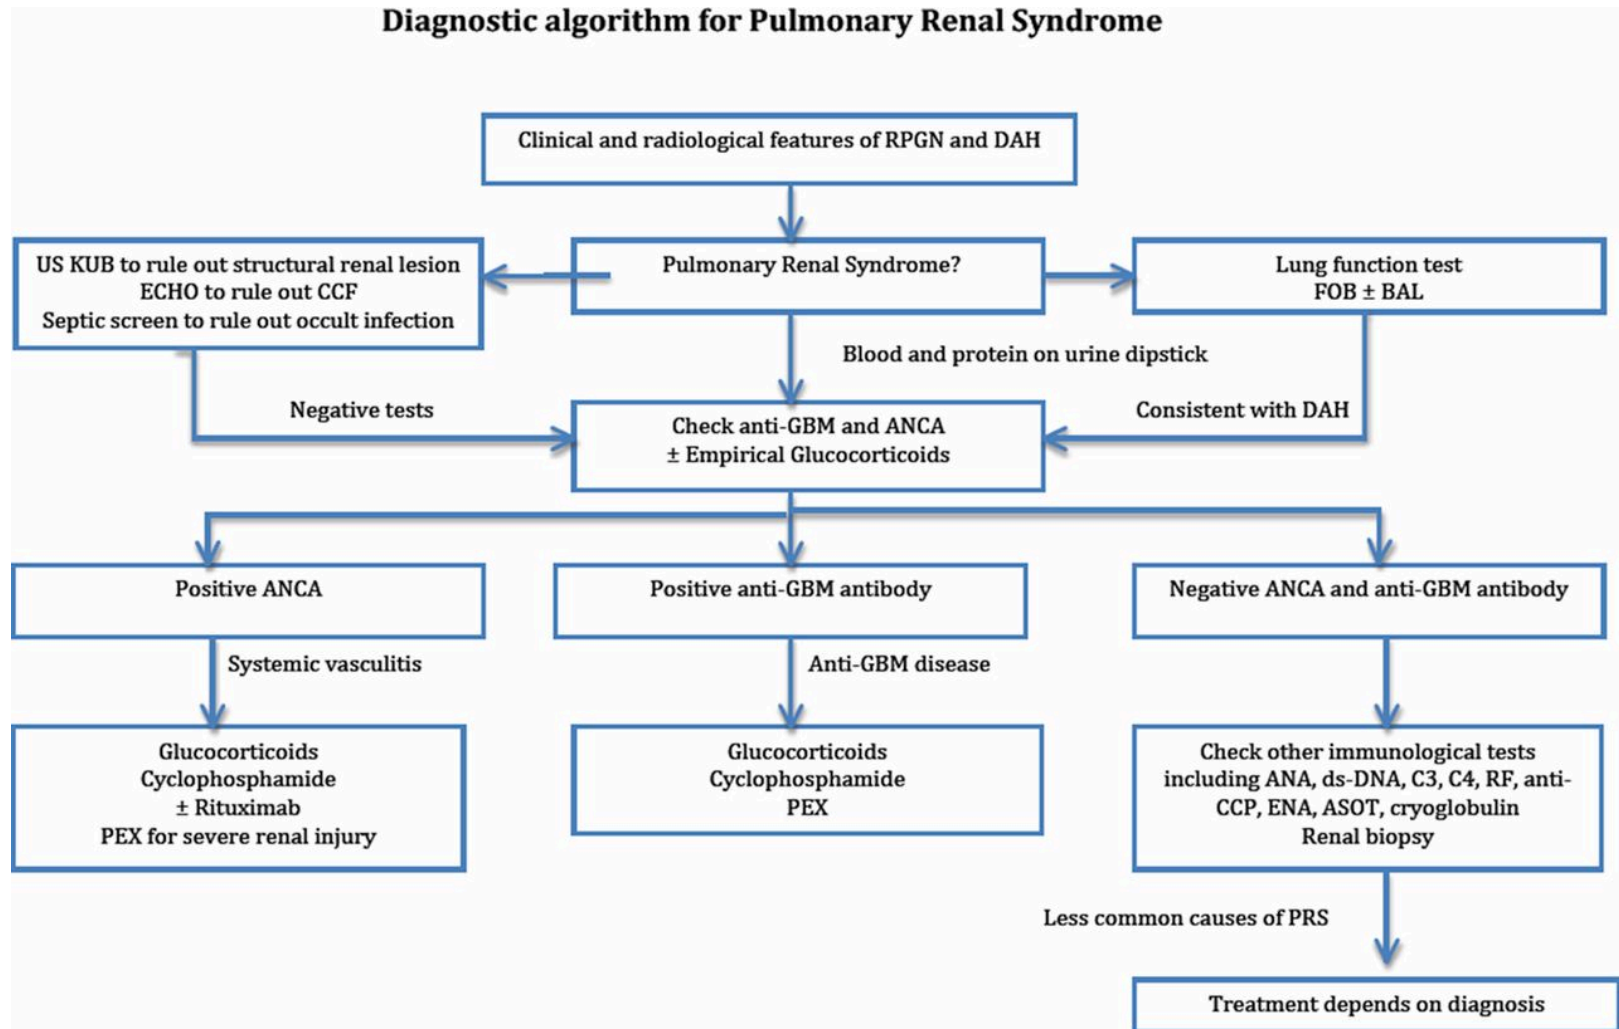 Diagnostic algorithm for Pulmonary Renal Syndrome
Clinical and radiological features of RPGN and DAH
US KUB to rule out structural renal lesion
ECHO to rule out CCF
Septic screen to rule out occult infection
Pulmonary Renal Syndrome?
Lung function test
FOB ± BAL
Blood and protein on urine dipstick
Negative tests
Consistent with DAH
Check anti-GBM and ANCA
± Empirical Glucocorticoids
Positive ANCA
Positive anti-GBM antibody
Negative ANCA and anti-GBM antibody
Systemic vasculitis
Anti-GBM disease
Glucocorticoids
Cyclophosphamide
± Rituximab
PEX for severe renal injury
Glucocorticoids
Cyclophosphamide
PEX
Check other immunological tests
including ANA, ds-DNA, C3, C4, RF, anti-
CCP, ENA, ASOT, cryoglobulin
Renal biopsy
Less common causes of PRS
Treatment depends on diagnosis